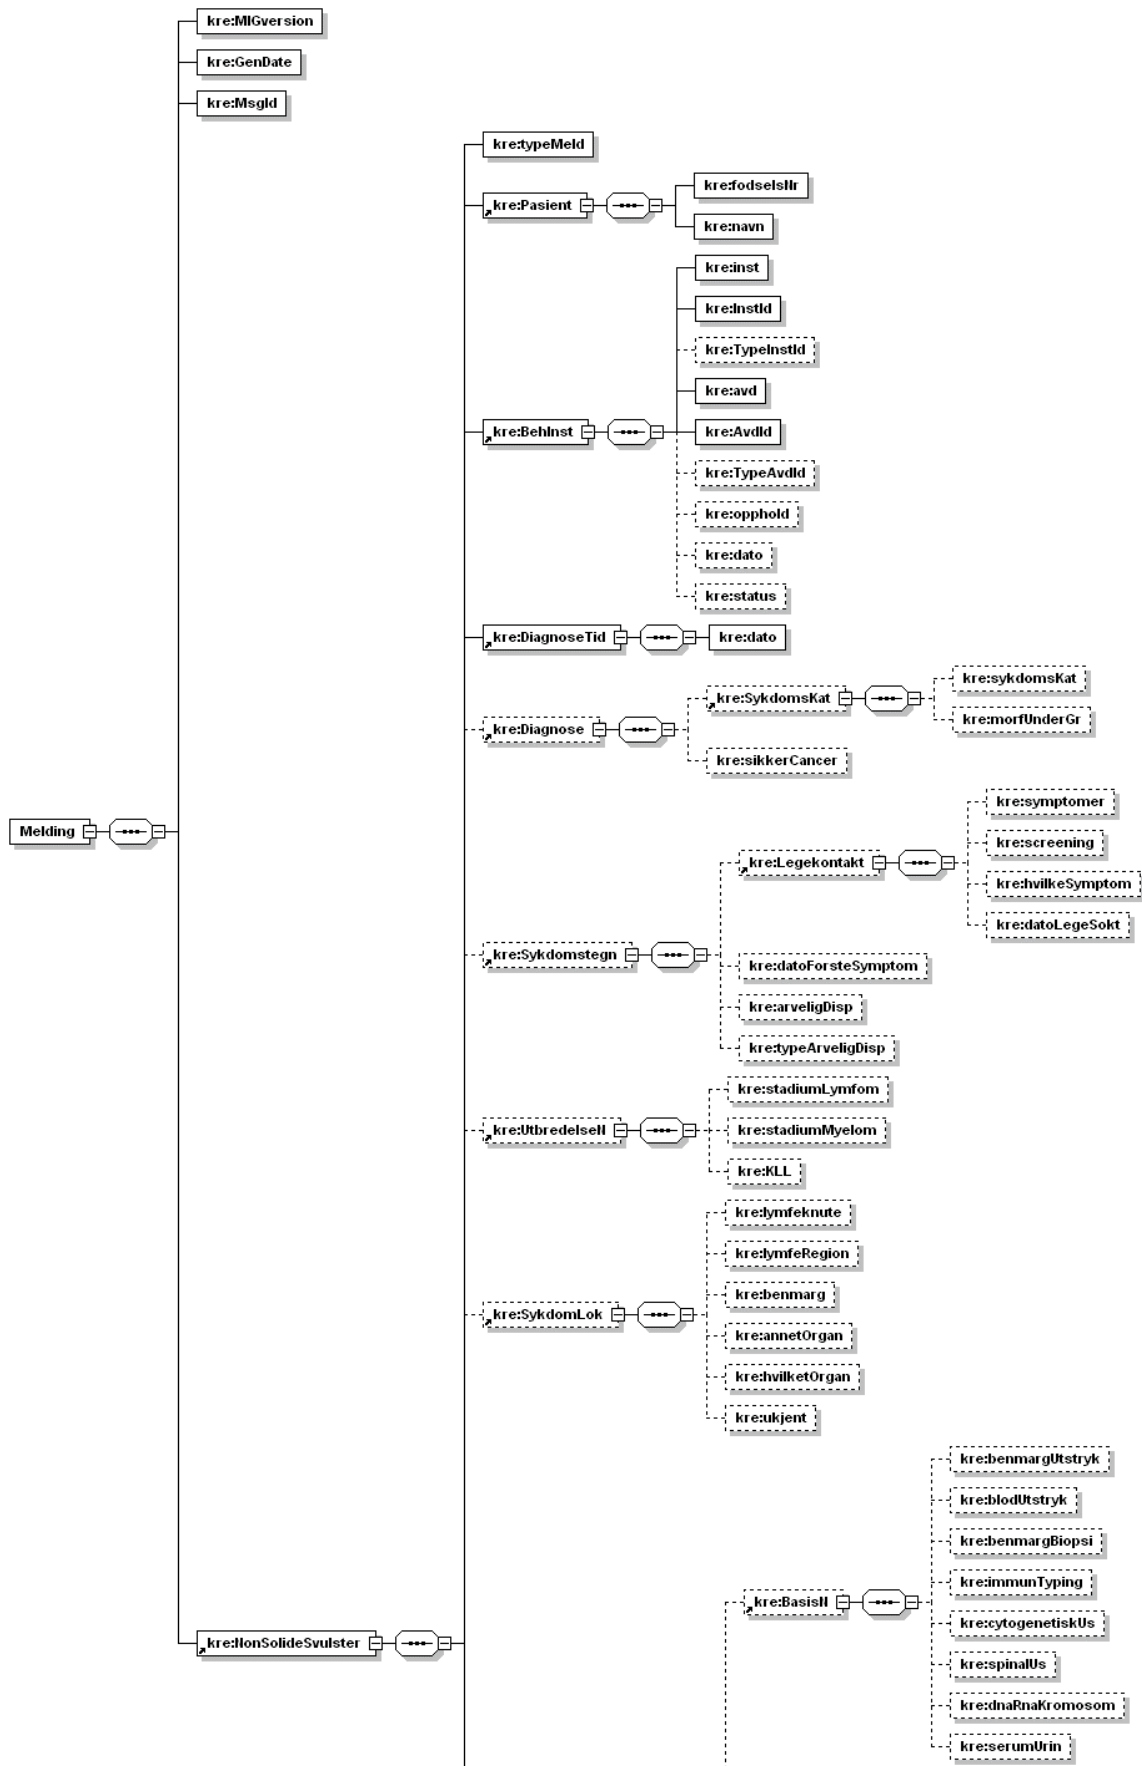 kre:MIGversion
kre:GenDate
kre:MsgId
kre:typeMeld
kre:Pasient
kre:fodselsNr
kre:navn
kre:inst
kre:InstId
kre:TypeInstId
kre:avd
kre:BehInst
kre:AvdId
kre:TypeAvdId
kre:opphold
kre:dato
kre:status
kre:DiagnoseTid
kre:dato
kre:Diagnose
kre:SykdomsKat
kre:sykdomsKat
kre:morfUnderGr
kre:sikkerCancer
Melding
kre:Sykdomstegn
kre:Legekontakt
kre:symptomer
kre:screening
kre:hvilkeSymptom
kre:datoLegeSokt
kre:datoForsteSymptom
kre:arveligDisp
kre:typeArveligDisp
kre:UtbredelseN
kre:stadiumLymfom
kre:stadiumMyelom
kre:KLL
kre:SykdomLok
kre:lymfeknute
kre:lymfeRegion
kre:benmarg
kre:annetOrgan
kre:hvilketOrgan
kre:ukjent
kre:NonSolideSvulster
kre:BasisN
kre:benmargUtstryk
kre:blodUtstryk
kre:benmargBiopsi
kre:immunTyping
kre:cytogenetiskUs
kre:spinalUs
kre:dnaRnaKromosom
kre:serumUrin